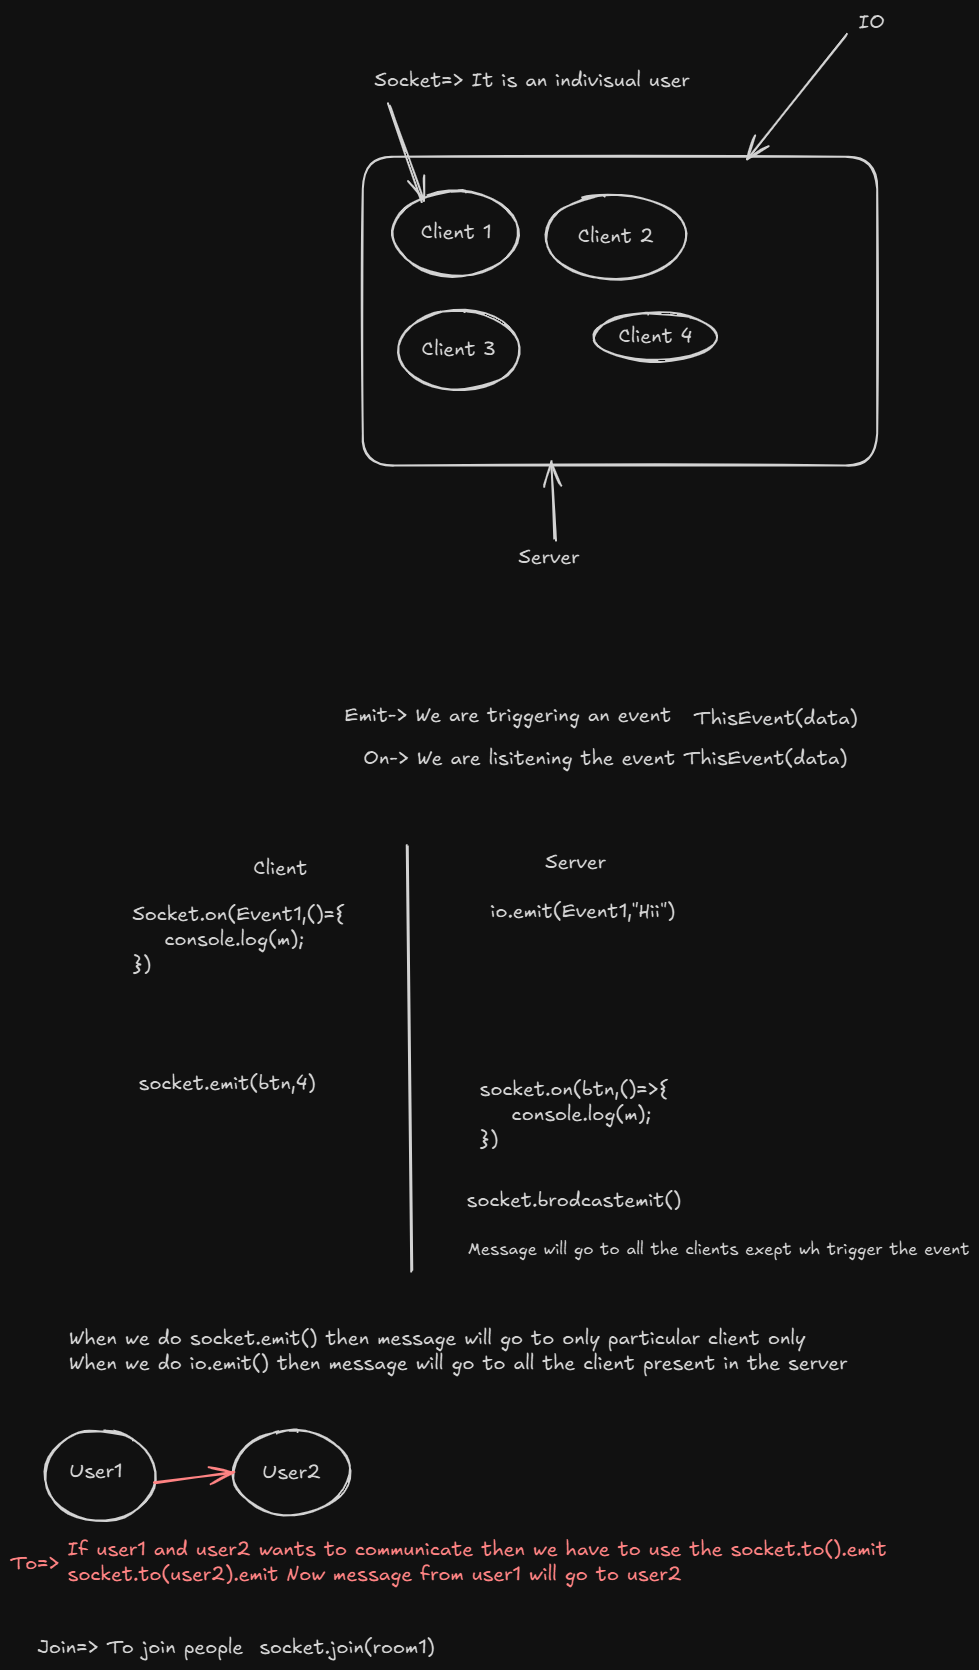 IO
Socket=> It is an indivisual user
Client 1
Client 2
Client 3
Client 4
Server
Emit-> We are triggering an event ThisEvent(data)
On-> We are lisitening the event ThisEvent(data)
Client
Socket.on(Event1,()={
console.log(m);
})
socket.emit(btn,4)
Server
io.emit(Event1,"Hii")
socket.on(btn,()=>{
console.log(m);
})
socket.brodcastemit()
Message will go to all the clients exept wh trigger the event
When we do socket.emit() then message will go to only particular client only
When we do io.emit() then message will go to all the client present in the server
User1
User2
To=>
If user1 and user2 wants to communicate then we have to use the socket.to().emit
socket.to(user2).emit Now message from user1 will go to user2
Join=> To join people socket.join(room1)